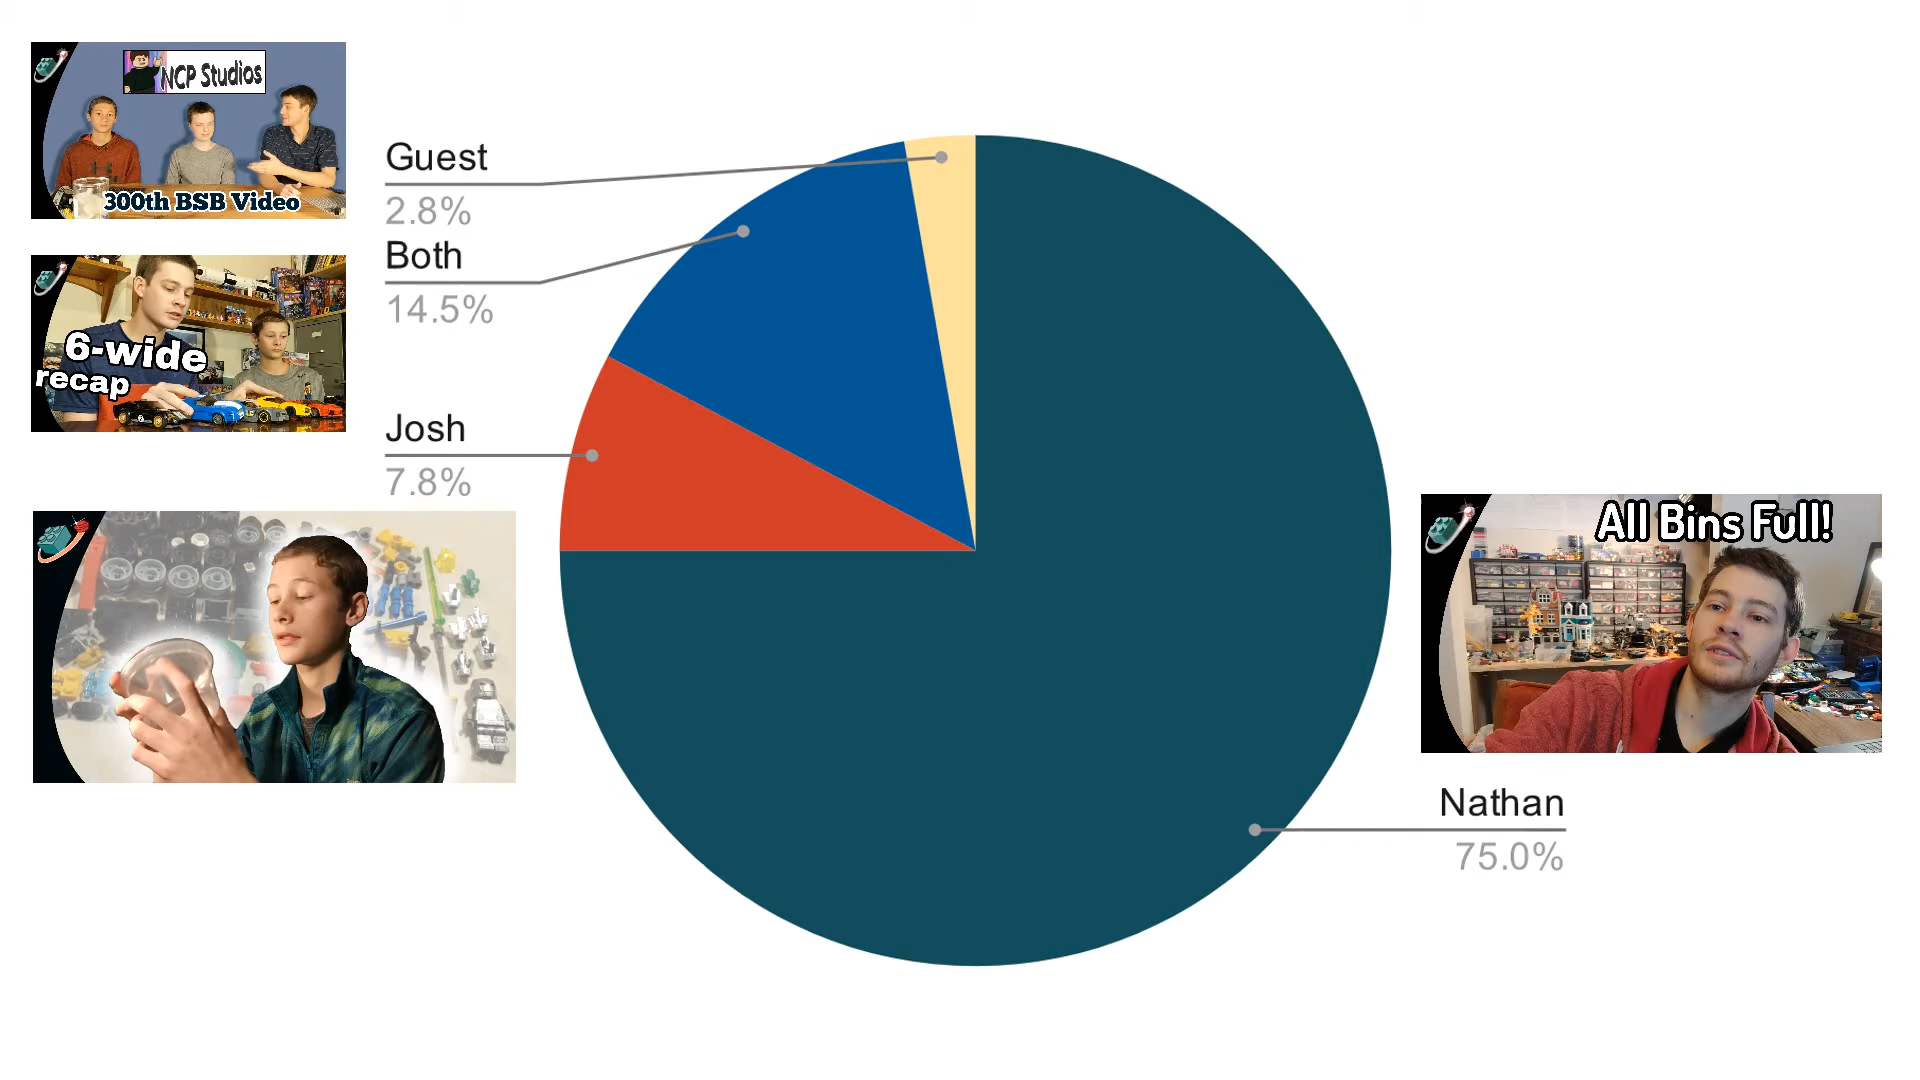 NCP Studios
300th BSB Video
Guest
2.8%
Both
14.5%
6-wide
recap
Josh
7.8%
All Bins Full!
Nathan
75.0%